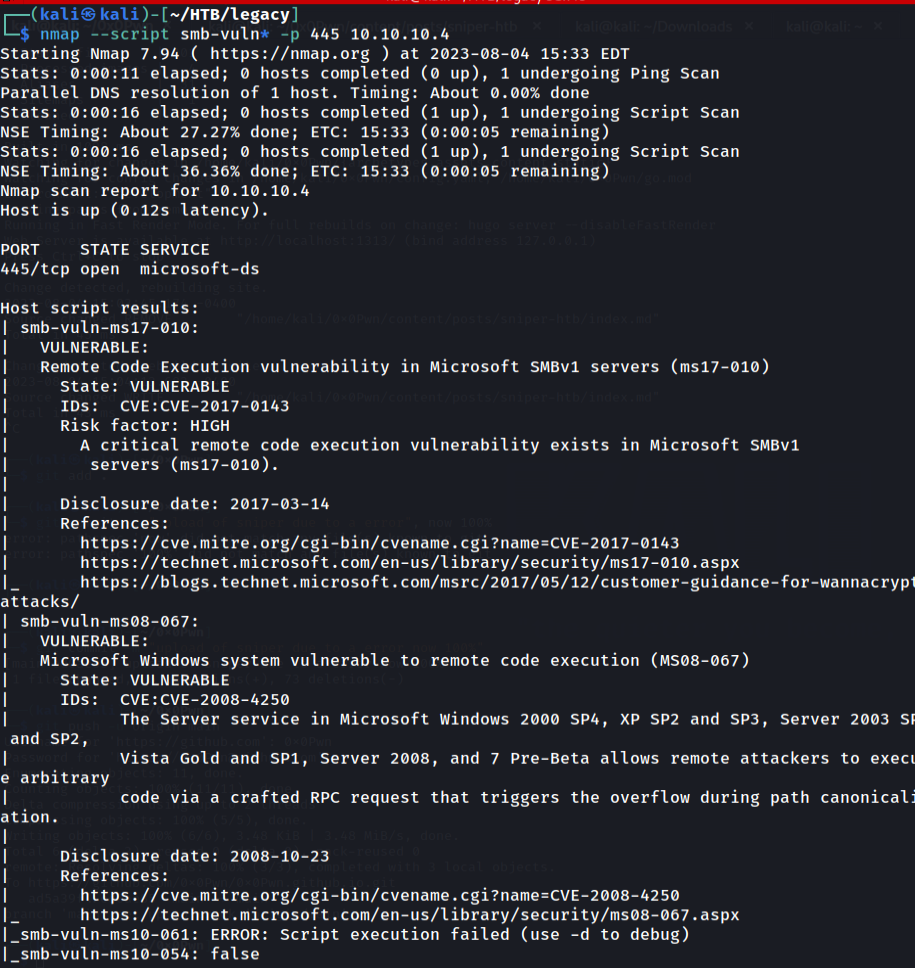 (kali㉿kali)-[~/HTB/legacy]
$ nmap --script smb-vuln* -p 445 10.10.10.4
Starting Nmap 7.94 ( https://nmap.org ) at 2023-08-04 15:33 EDT
Stats: 0:00:11 elapsed; 0 hosts completed (0 up), 1 undergoing Ping Scan
Parallel DNS resolution of 1 host. Timing: About 0.00% done
Stats: 0:00:16 elapsed; 0 hosts completed (1 up), 1 undergoing Script Scan
NSE Timing: About 27.27% done; ETC: 15:33 (0:00:05 remaining)
Stats: 0:00:16 elapsed; 0 hosts completed (1 up), 1 undergoing Script Scan
NSE Timing: About 36.36% done; ETC: 15:33 (0:00:05 remaining)
Nmap scan report for 10.10.10.4
Host is up (0.12s latency).

PORT    STATE SERVICE
445/tcp open  microsoft-ds

Host script results:
| smb-vuln-ms17-010:
|   VULNERABLE:
|   Remote Code Execution vulnerability in Microsoft SMBv1 servers (ms17-010)
|     State: VULNERABLE
|     IDs:  CVE:CVE-2017-0143
|     Risk factor: HIGH
|       A critical remote code execution vulnerability exists in Microsoft SMBv1
|        servers (ms17-010).
|
|     Disclosure date: 2017-03-14
|     References:
|       https://cve.mitre.org/cgi-bin/cvename.cgi?name=CVE-2017-0143
|       https://technet.microsoft.com/en-us/library/security/ms17-010.aspx
|_      https://blogs.technet.microsoft.com/msrc/2017/05/12/customer-guidance-for-wannacrypt
attacks/
| smb-vuln-ms08-067:
|   VULNERABLE:
|   Microsoft Windows system vulnerable to remote code execution (MS08-067)
|     State: VULNERABLE
|     IDs:  CVE:CVE-2008-4250
|           The Server service in Microsoft Windows 2000 SP4, XP SP2 and SP3, Server 2003 SP
 and SP2,
|           Vista Gold and SP1, Server 2008, and 7 Pre-Beta allows remote attackers to execu
e arbitrary
|           code via a crafted RPC request that triggers the overflow during path canonicali
ation.
|
|     Disclosure date: 2008-10-23
|     References:
|       https://cve.mitre.org/cgi-bin/cvename.cgi?name=CVE-2008-4250
|_      https://technet.microsoft.com/en-us/library/security/ms08-067.aspx
|_smb-vuln-ms10-061: ERROR: Script execution failed (use -d to debug)
|_smb-vuln-ms10-054: false